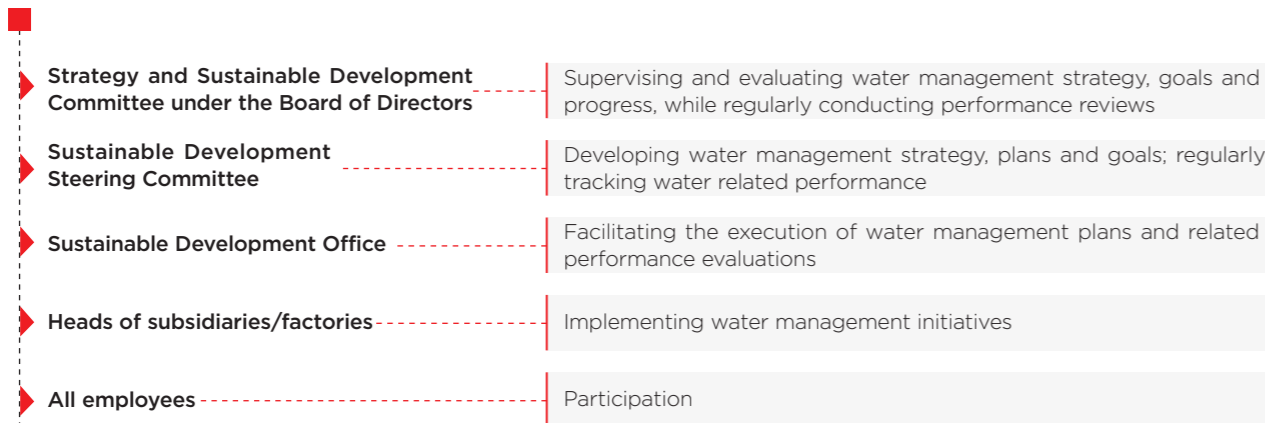 Strategy and Sustainable Development
Committee under the Board of Directors
Supervising and evaluating water management strategy, goals and
progress, while regularly conducting performance reviews
Sustainable Development
Steering Committee
Developing water management strategy, plans and goals; regularly
tracking water related performance
Sustainable Development Office
Facilitating the execution of water management plans and related
performance evaluations
Heads of subsidiaries/factories
Implementing water management initiatives
All employees
Participation